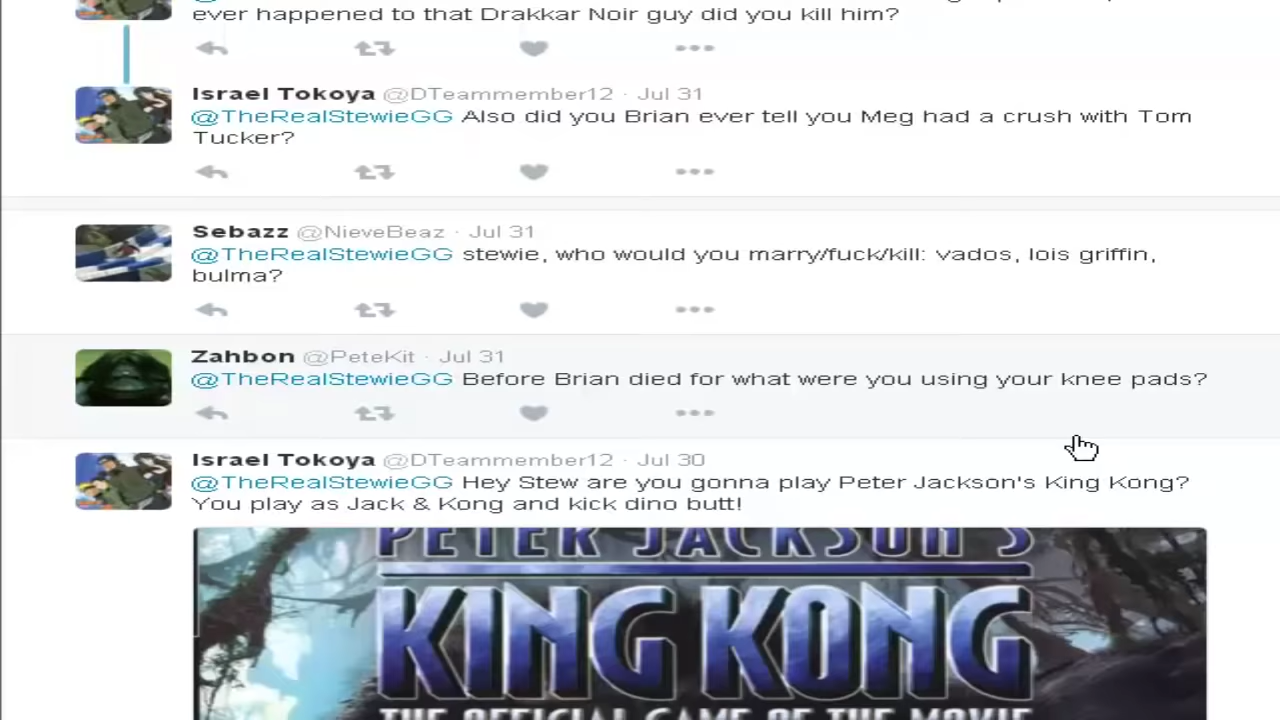 ever happened to that Drakkar Noir guy did you kill him?
Israel Tokoya @DTeammember12 · Jul 31
@TheRealStewieGG Also did you Brian ever tell you Meg had a crush with Tom
Tucker?
Sebazz @NieveBeaz · Jul 31
@TheRealStewieGG stewie, who would you marry/fuck/kill: vados, lois griffin,
bulma?
Zahbon @PeteKit · Jul 31
@TheRealStewieGG Before Brian died for what were you using your knee pads?
Israel Tokoya @DTeammember12 · Jul 30
@TheRealStewieGG Hey Stew are you gonna play Peter Jackson's King Kong?
You play as Jack & Kong and kick dino butt!
PETER JACKSON'S
KING KONG
THE OFFICIAL GAME OF THE MOVIE